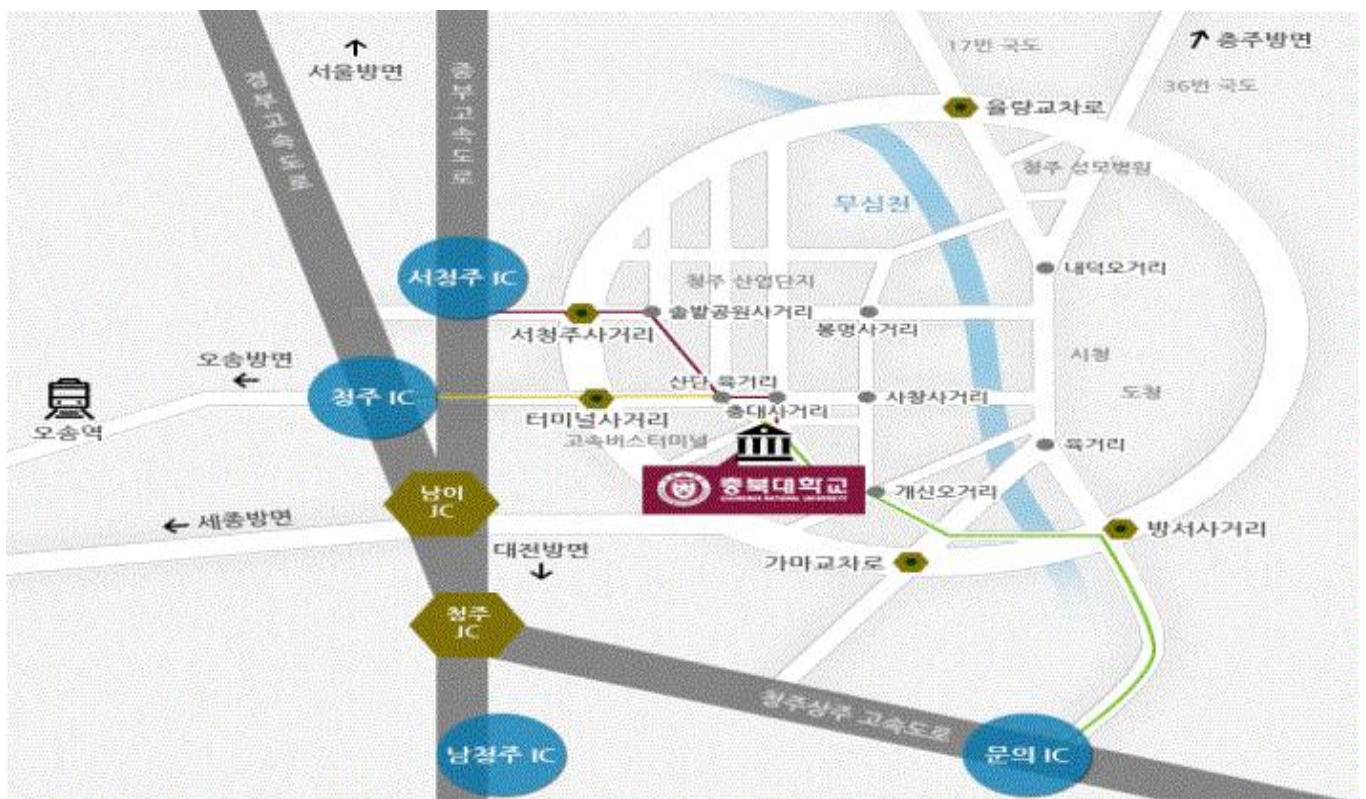 17번 국도
충주방면
서울방면
경부고속도로
중부고속도로
36번 국도
율량교차로
청주 성모병원
무심천
서청주 IC
청주 산업단지
내덕오거리
솔밭공원사거리
서청주사거리
봉명사거리
오송방면
시청
산단 육거리
도청
청주 IC
충대사거리
사창사거리
터미널사거리
오송역
고속버스터미널
육거리
충북대학교
CHUNGBUK NATIONAL UNIVERSITY
개신오거리
남이
JC
세종방면
방서사거리
대전방면
가마교차로
청주
JC
청주상주 고속도로
남청주 IC
문의 IC